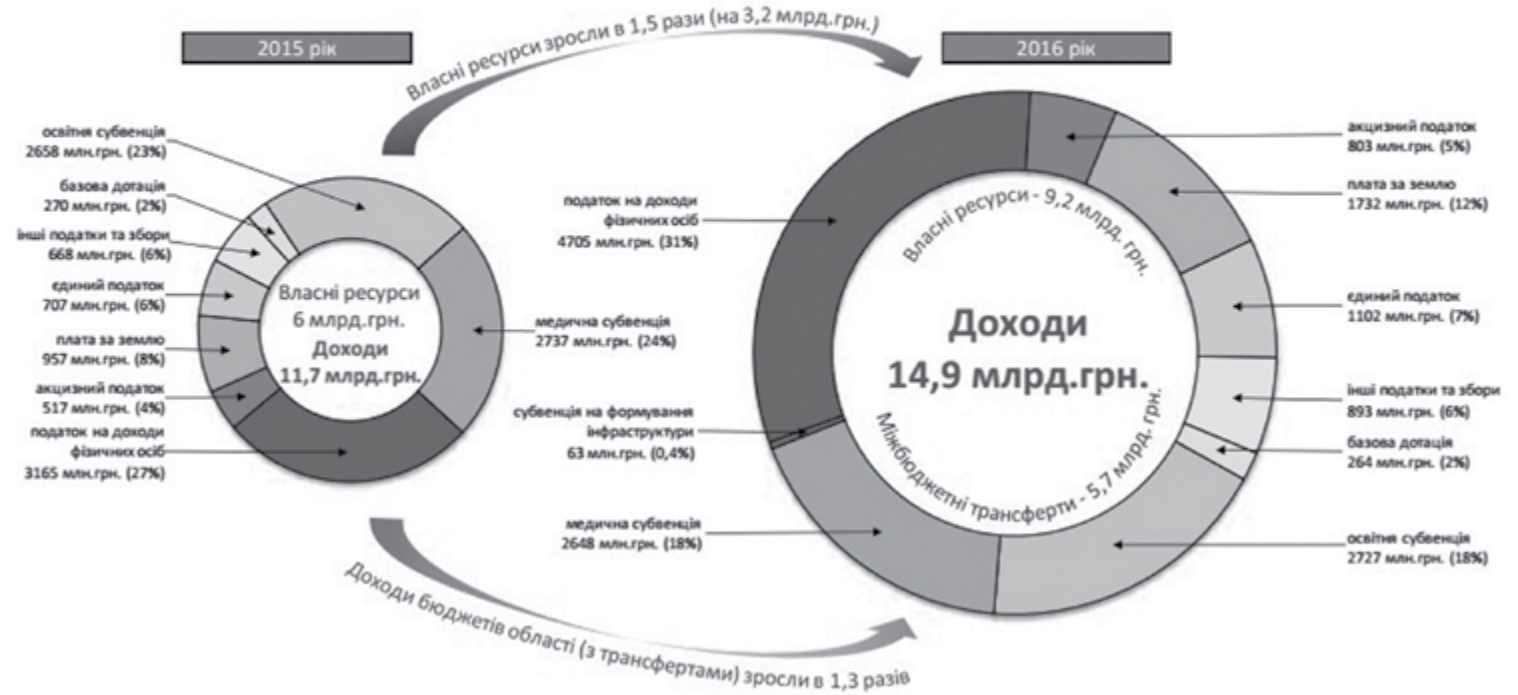 2015 рік
Власні ресурси зросли в 1,5 рази (на 3,2 млрд.грн.)
2016 рік
освітня субвенція
2658 млн.грн. (23%)
базова дотація
270 млн.грн. (2%)
інші податки та збори
668 млн.грн. (6%)
єдиний податок
707 млн.грн. (6%)
плата за землю
957 млн.грн. (8%)
акцизний податок
517 млн.грн. (4%)
податок на доходи
фізичних осіб
3165 млн.грн. (27%)
Власні ресурси
6 млрд.грн.
Доходи
11,7 млрд.грн.
медична субвенція
2737 млн.грн. (24%)
податок на доходи
фізичних осіб
4705 млн.грн. (31%)
субвенція на формування
інфраструктури
63 млн.грн. (0,4%)
медична субвенція
2648 млн.грн. (18%)
Власні ресурси - 9,2 млрд. грн.
Доходи
14,9 млрд.грн.
Міжбюджетні трансферти - 5,7 млрд. грн.
акцизний податок
803 млн.грн. (5%)
плата за землю
1732 млн.грн. (12%)
єдиний податок
1102 млн.грн. (7%)
інші податки та збори
893 млн.грн. (6%)
базова дотація
264 млн.грн. (2%)
освітня субвенція
2727 млн.грн. (18%)
Доходи бюджетів області (з трансфертами) зросли в 1,3 разів